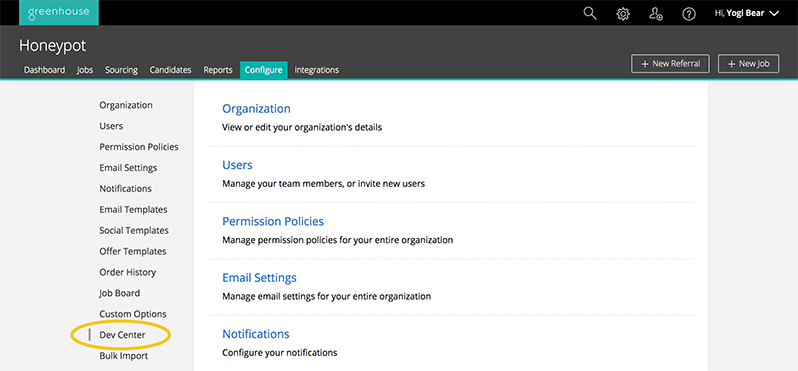 greenhouse
Hi, Yogi Bear
Honeypot
Dashboard Jobs Sourcing Candidates Reports Configure Integrations
+ New Referral + New Job
Organization
Users
Permission Policies
Email Settings
Notifications
Email Templates
Social Templates
Offer Templates
Order History
Job Board
Custom Options
Dev Center
Bulk Import
Organization
View or edit your organization's details
Users
Manage your team members, or invite new users
Permission Policies
Manage permission policies for your entire organization
Email Settings
Manage email settings for your entire organization
Notifications
Configure your notifications